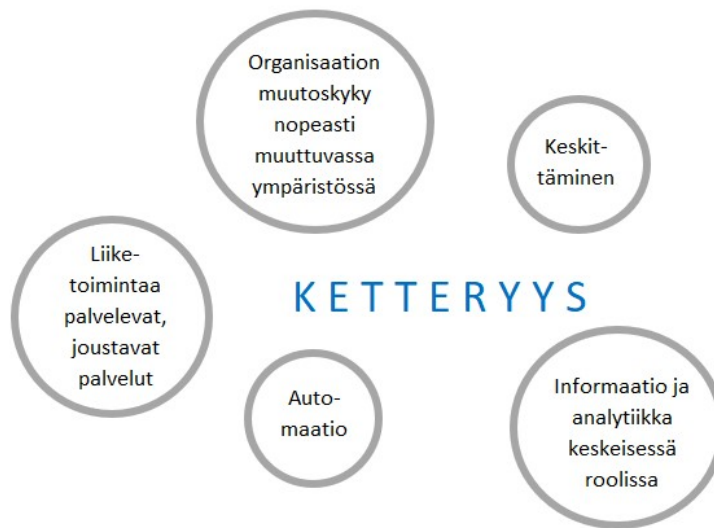 Organisaation
muutoskyky
nopeasti
muuttuvassa
ympäristössä
Keskit-
täminen
Liike-
toimintaa
palvelevat,
joustavat
palvelut
KETTERYYS
Auto-
maatio
Informaatio ja
analytiikka
keskeisessä
roolissa